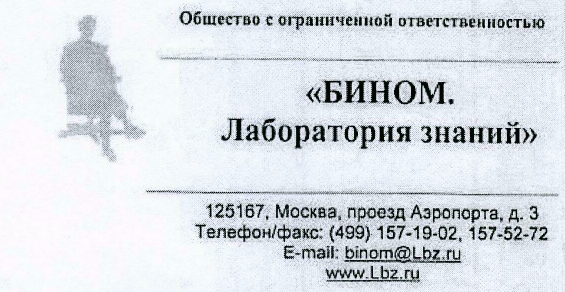 Общество с ограниченной ответственностью
«БИНОМ.
Лаборатория знаний»
125167, Москва, проезд Аэропорта, д. 3
Телефон/факс: (499) 157-19-02, 157-52-72
E-mail: binom@Lbz.ru
www.Lbz.ru